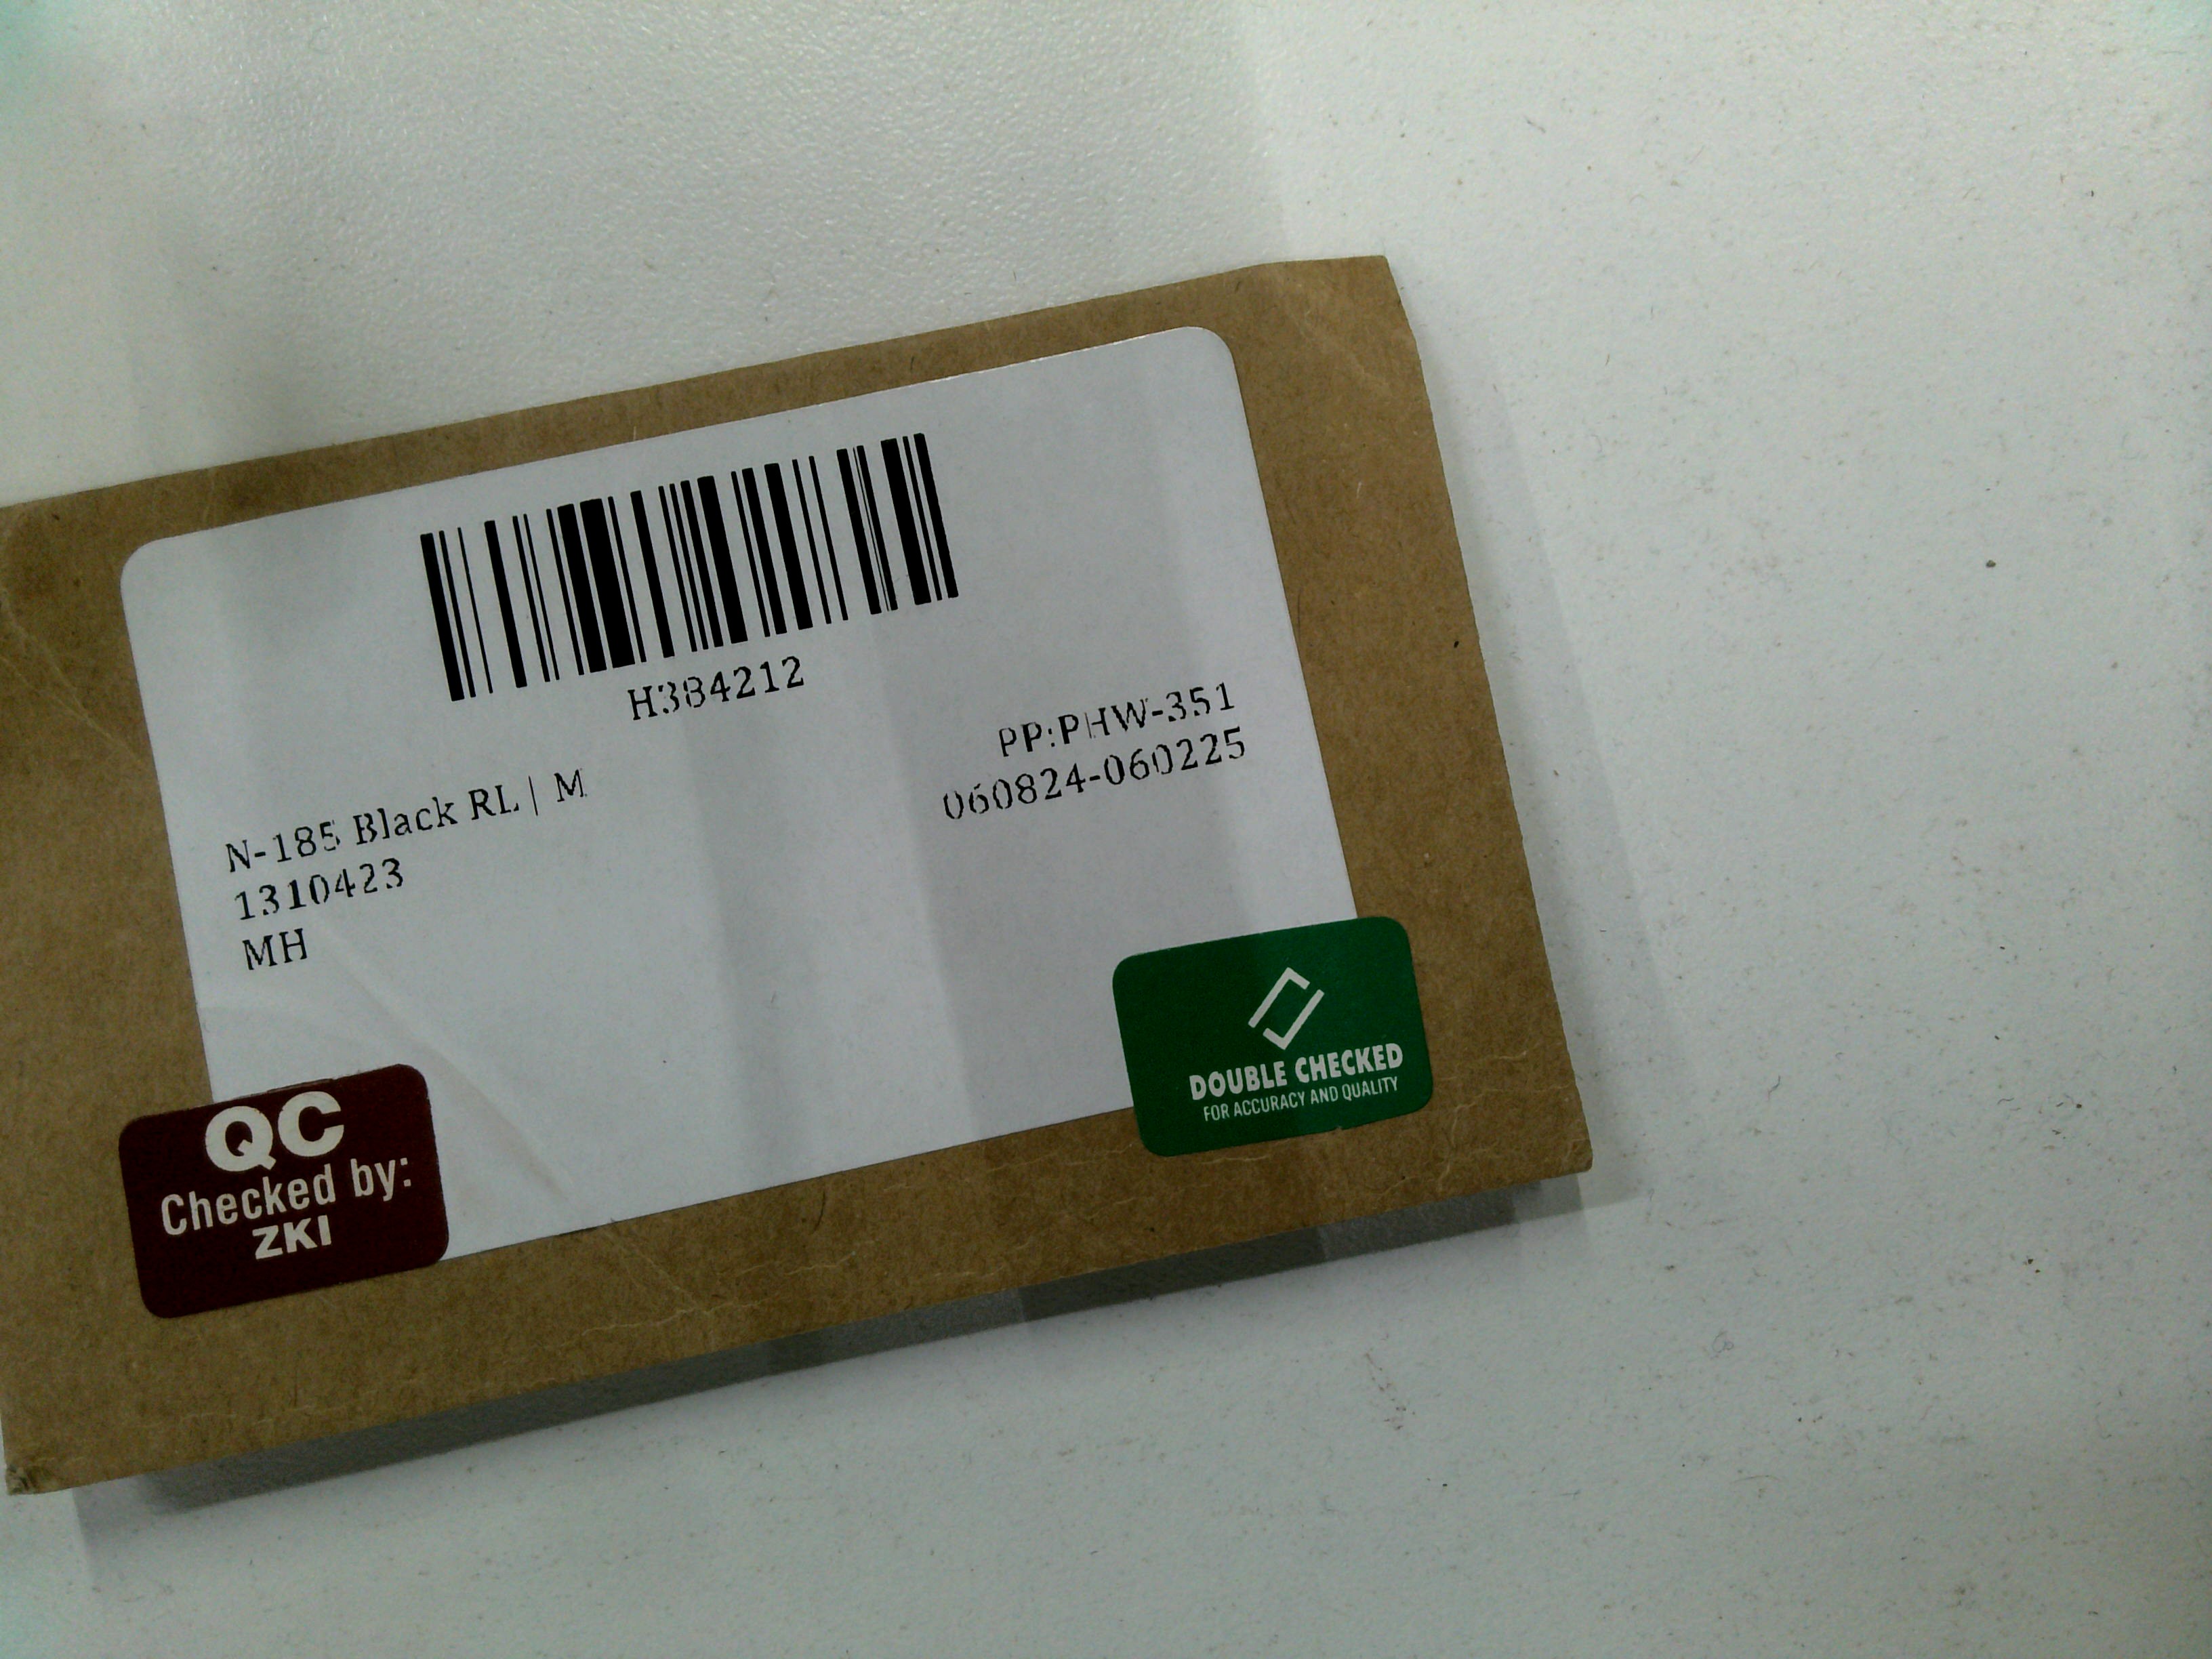 H384212
PP:PHW-351
060824-060225
N-185 Black RL | M
1310423
MH
QC
Checked by:
ZKI
DOUBLE CHECKED
FOR ACCURACY AND QUALITY